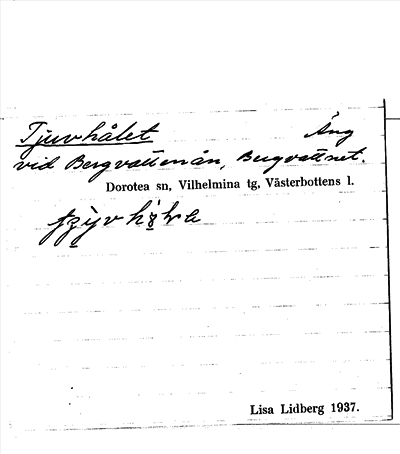 Tjuvhålet Äng
vid Bergvattenån, Bergvattnet.
Dorotea sn, Vilhelmina tg, Västerbottens l.
Lisa Lidberg 1937.